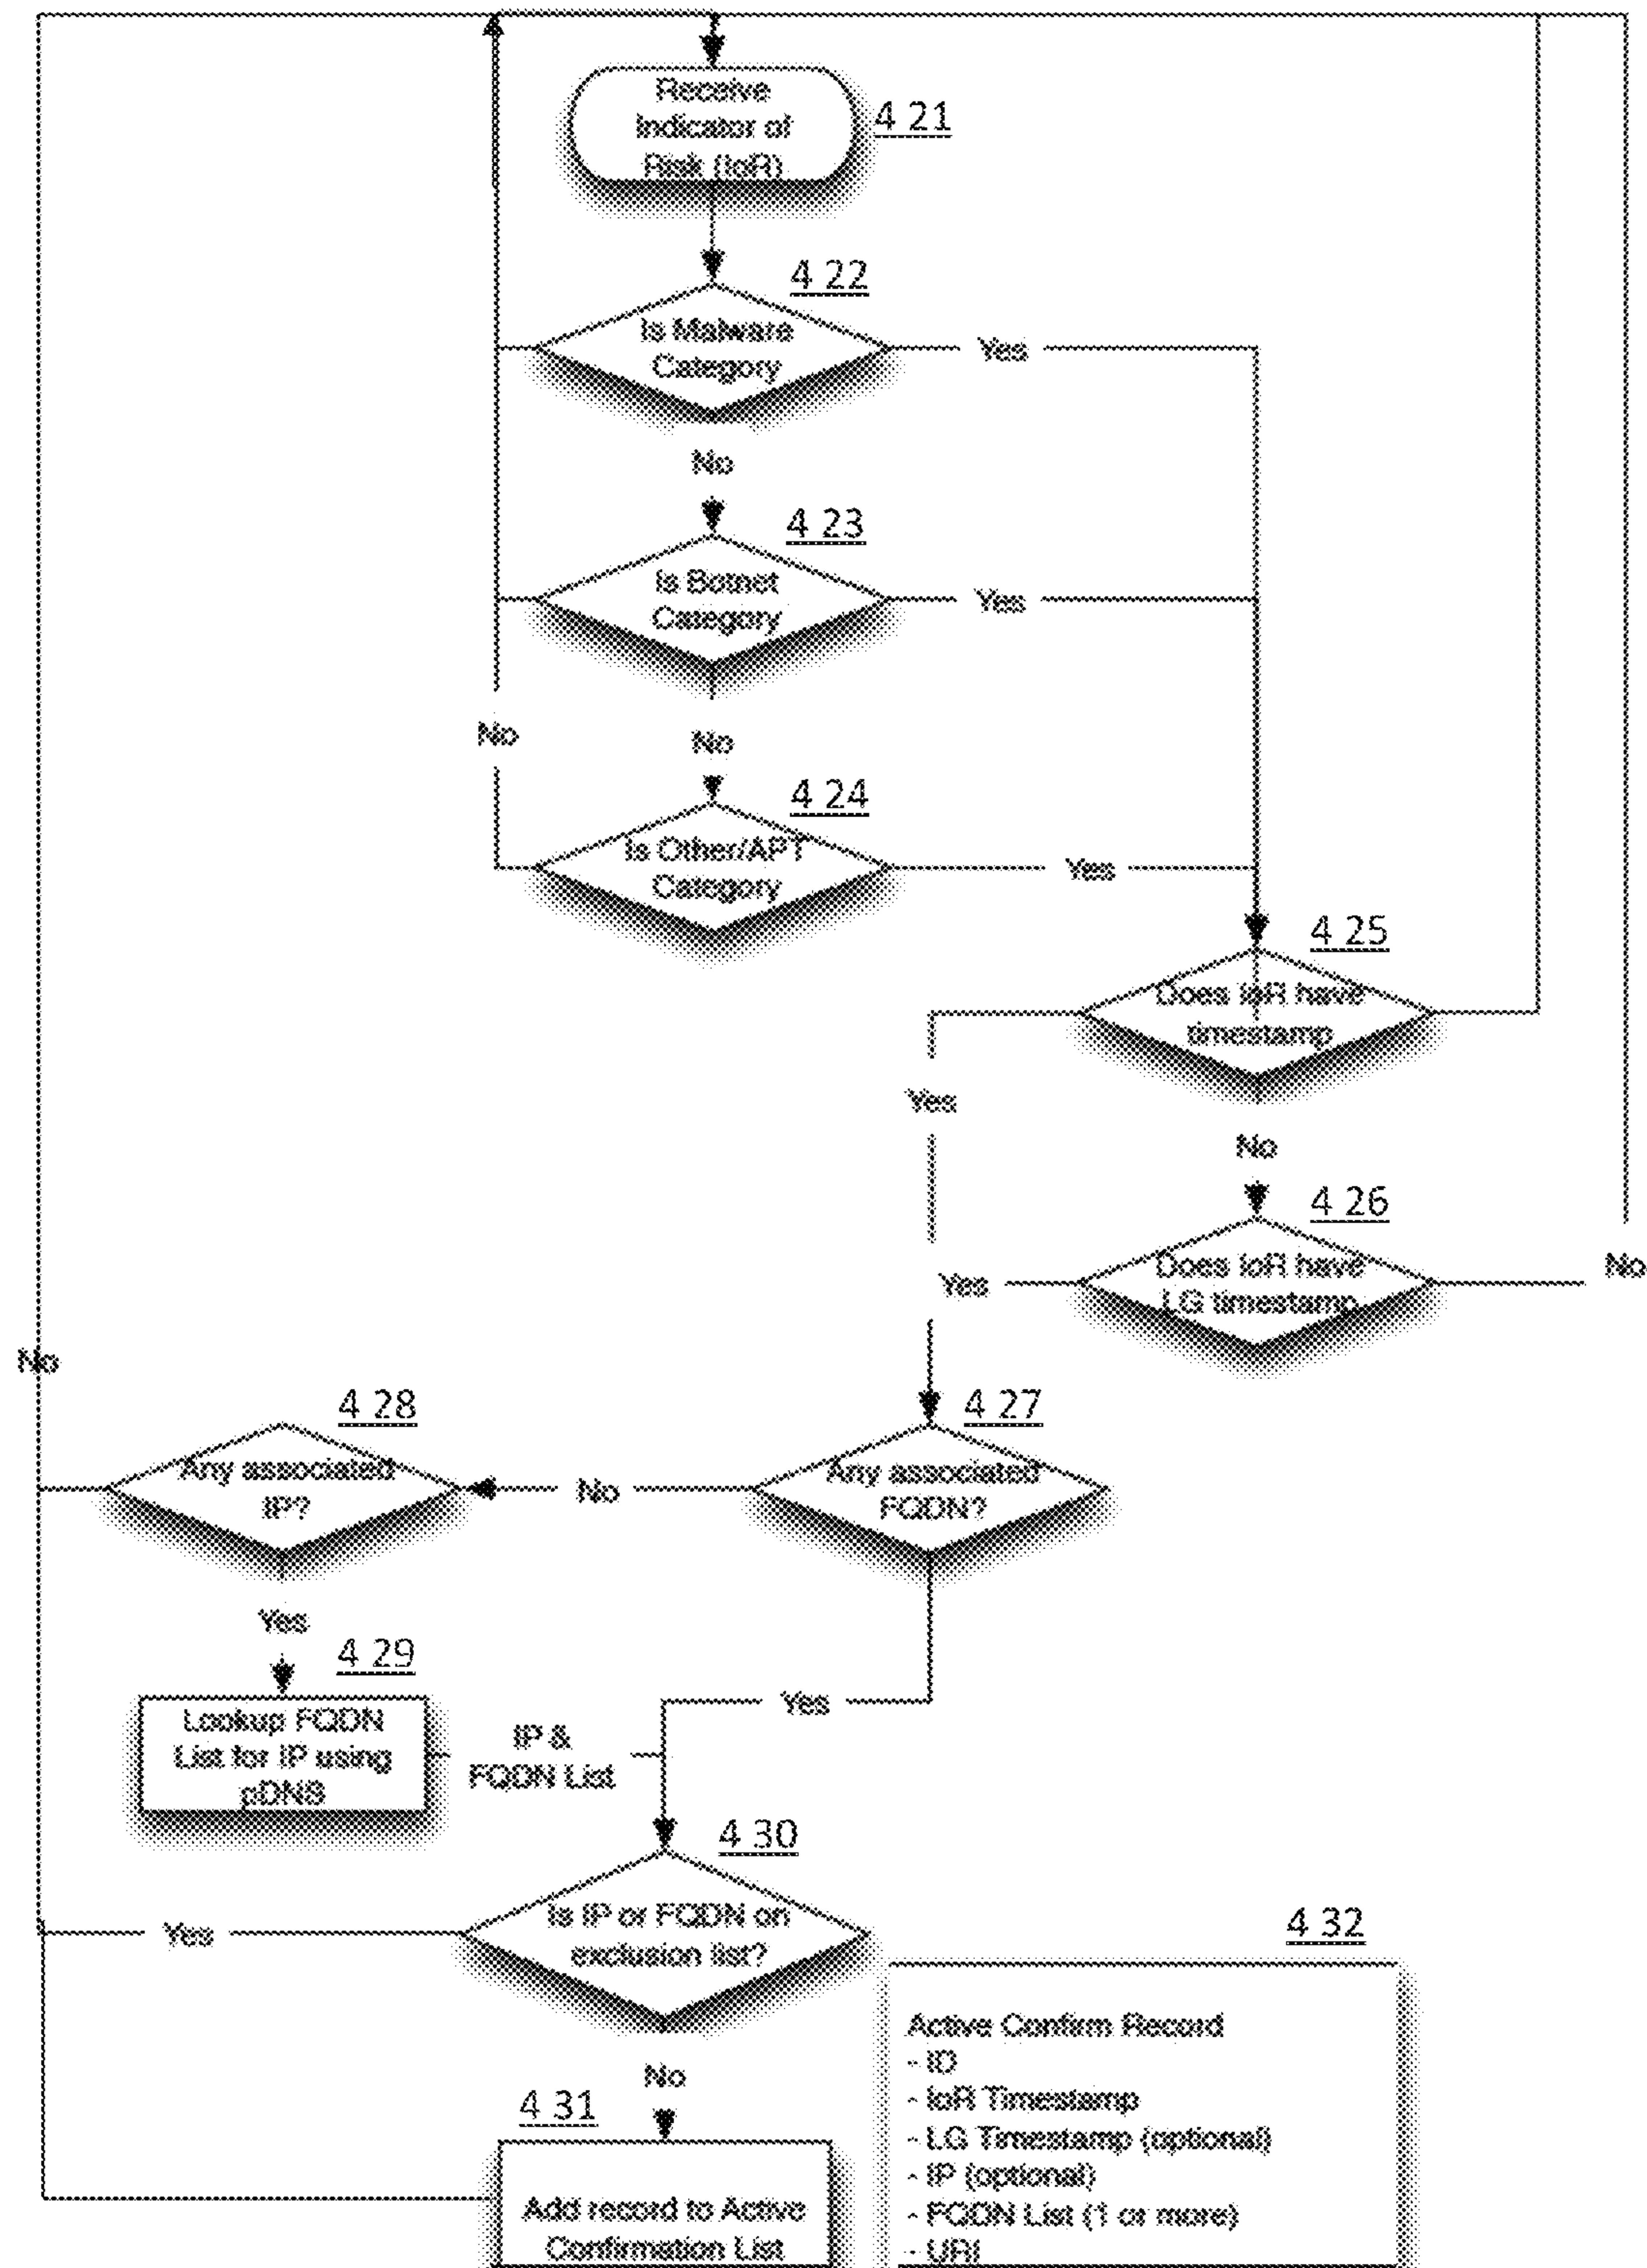 Receive
Indicator of
Risk (IoR)
4 21
4 22
Is Malware
Category
Yes
No
4 23
Is Botnet
Category
Yes
No
No
4 24
Is Other/APT
Category
Yes
4 25
Does IoR have
timestamp
Yes
No
4 26
Does IoR have
LG timestamp
Yes
No
No
4 28
Any associated
IP?
No
4 27
Any associated
FQDN?
Yes
4 29
Lookup FQDN
List for IP using
pDNS
IP &
FQDN List
Yes
4 30
Is IP or FQDN on
exclusion list?
Yes
No
4 31
Add record to Active
Confirmation List
4 32
Active Confirm Record
- ID
- IoR Timestamp
- LG Timestamp (optional)
- IP (optional)
- FQDN List (1 or more)
- URI